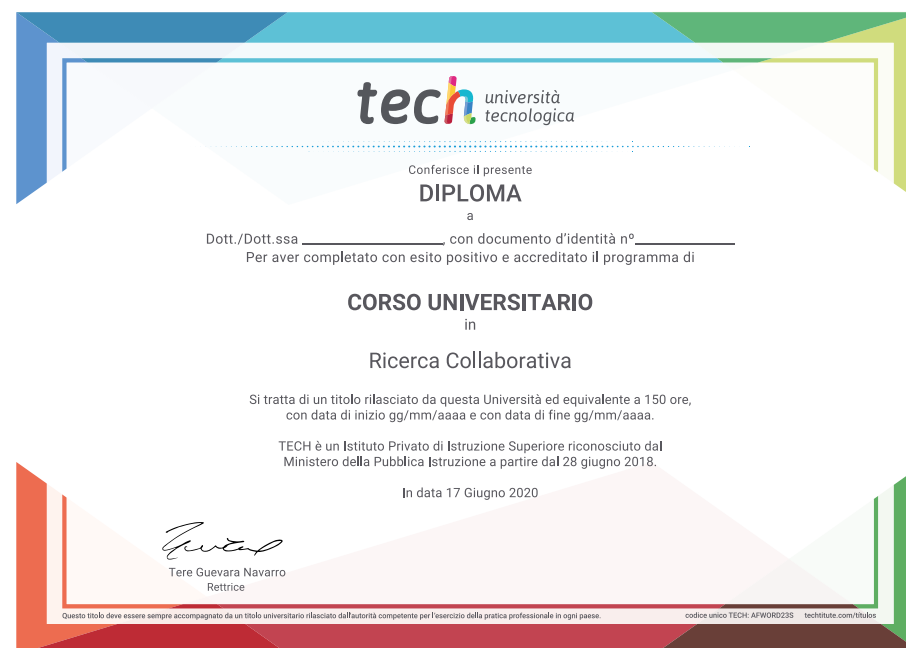 tech università
tecnologica
Conferisce il presente
DIPLOMA
a
Dott./Dott.ssa ____________________, con documento d'identità nº______________
Per aver completato con esito positivo e accreditato il programma di
CORSO UNIVERSITARIO
in
Ricerca Collaborativa
Si tratta di un titolo rilasciato da questa Università ed equivalente a 150 ore,
con data di inizio gg/mm/aaaa e con data di fine gg/mm/aaaa.
TECH è un Istituto Privato di Istruzione Superiore riconosciuto dal
Ministero della Pubblica Istruzione a partire dal 28 giugno 2018.
In data 17 Giugno 2020
Tere Guevara Navarro
Rettrice
Questo titolo deve essere sempre accompagnato da un titolo universitario rilasciato dall'autorità competente per l'esercizio della pratica professionale in ogni paese. codice unico TECH: AFWORD23S techtitute.com/titulos